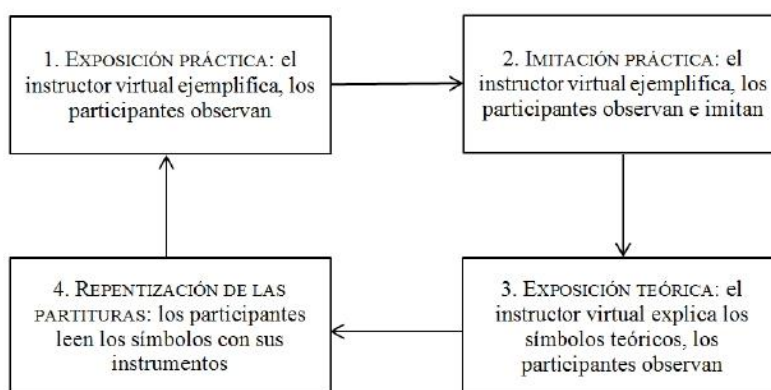 1. EXPOSICIÓN PRÁCTICA: el
instructor virtual ejemplifica, los
participantes observan
2. IMITACIÓN PRÁCTICA: el
instructor virtual ejemplifica, los
participantes observan e imitan
4. REPENTIZACIÓN DE LAS
PARTITURAS: los participantes
leen los símbolos con sus
instrumentos
3. EXPOSICIÓN TEÓRICA: el
instructor virtual explica los
símbolos teóricos, los
participantes observan